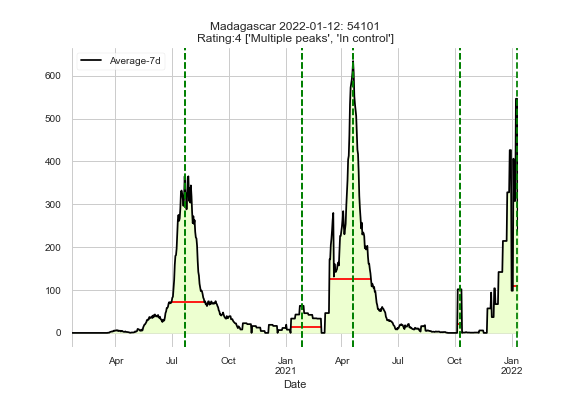 Madagascar 2022-01-12: 54101
Rating:4 ['Multiple peaks', 'In control']
Average-7d
600
500
400
300
200
100
0
Apr Jul Oct Jan Apr Jul Oct Jan
2021 2022
Date